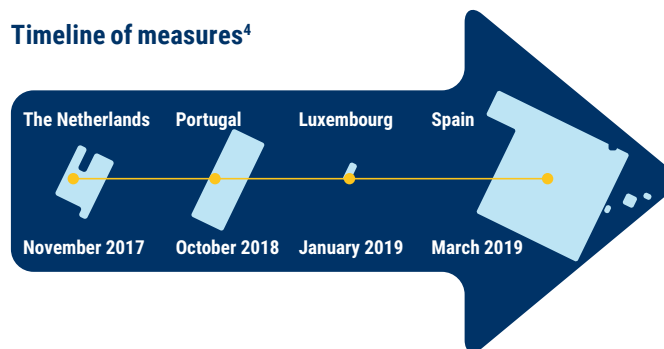 Timeline of measures⁴
The Netherlands Portugal Luxembourg Spain
November 2017 October 2018 January 2019 March 2019